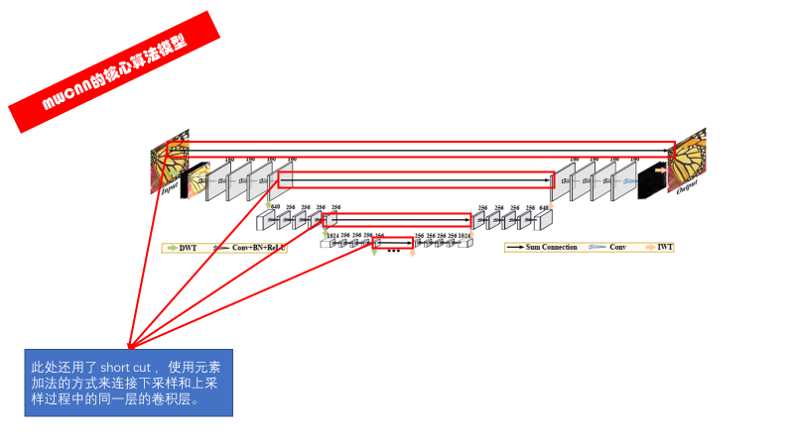 MWCNN的核心算法模型
Input
160 160 160 160
160 160 160 160
Output
640 256 256 256 256
256 256 256 256 640
1024 256 256 256 256
256 256 256 256 1024
...
DWT Conv+BN+ReLU
Sum Connection Conv IWT
此处还用了 short cut ，使用元素
加法的方式来连接下采样和上采
样过程中的同一层的卷积层。